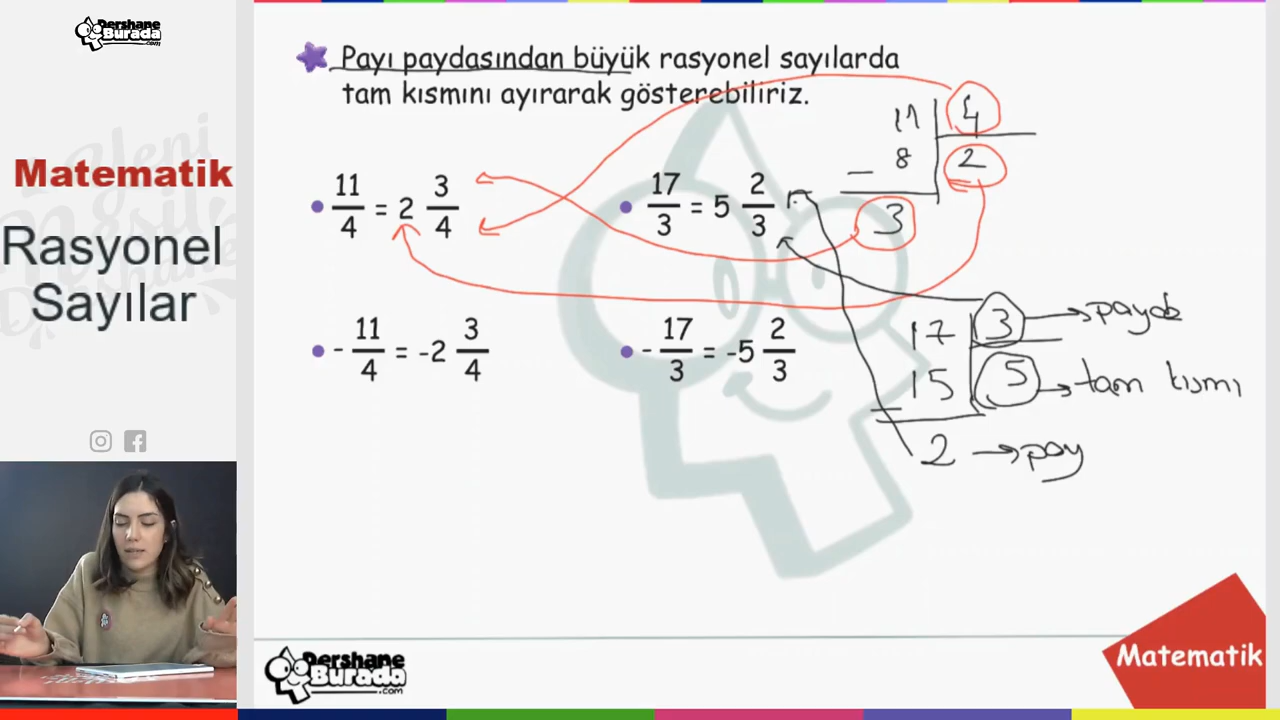 Dershane
Burada
.com
Matematik
Rasyonel
Sayılar
Payı paydasından büyük rasyonel sayılarda
tam kısmını ayırarak gösterebiliriz.
11/4 = 2 3/4
17/3 = 5 2/3
- 11/4 = -2 3/4
- 17/3 = -5 2/3
11 4
8 2
3
17 3 → payda
15 5 → tam kısmı
2 → pay
Dershane
Burada
.com
Matematik